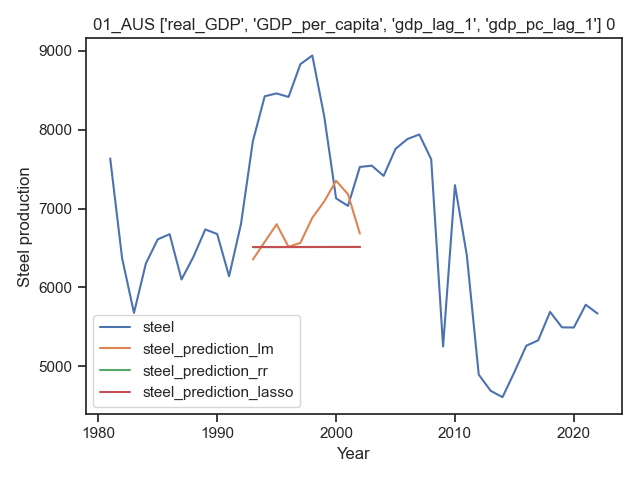 01_AUS ['real_GDP', 'GDP_per_capita', 'gdp_lag_1', 'gdp_pc_lag_1'] 0
9000
8000
7000
6000
5000
Steel production
steel
steel_prediction_lm
steel_prediction_rr
steel_prediction_lasso
1980 1990 2000 2010 2020
Year